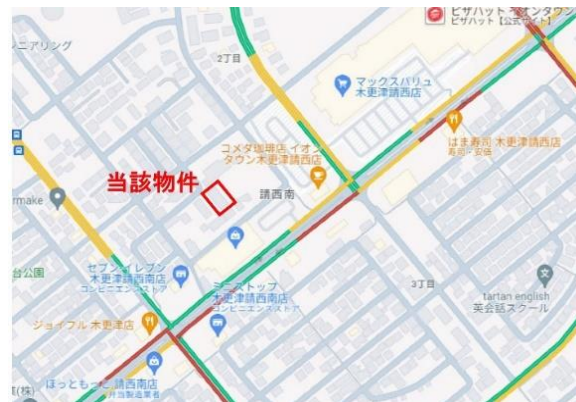 ピザハット イオンタウン
ピザハット【公式サイト】
ンニアリング
2丁目
マックスバリュ
木更津請西店
はま寿司 木更津請西店
寿司・安価
コメダ珈琲店 イオン
タウン木更津請西店
当該物件
請西南
rmake
台公園
セブン-イレブン
木更津請西南店
コンビニエンスストア
ミニストップ
木更津請西南店
コンビニエンスストア
3丁目
tartan english
英会話スクール
ジョイフル 木更津店
ほっともっと 請西南店
弁当製造業者
(株)